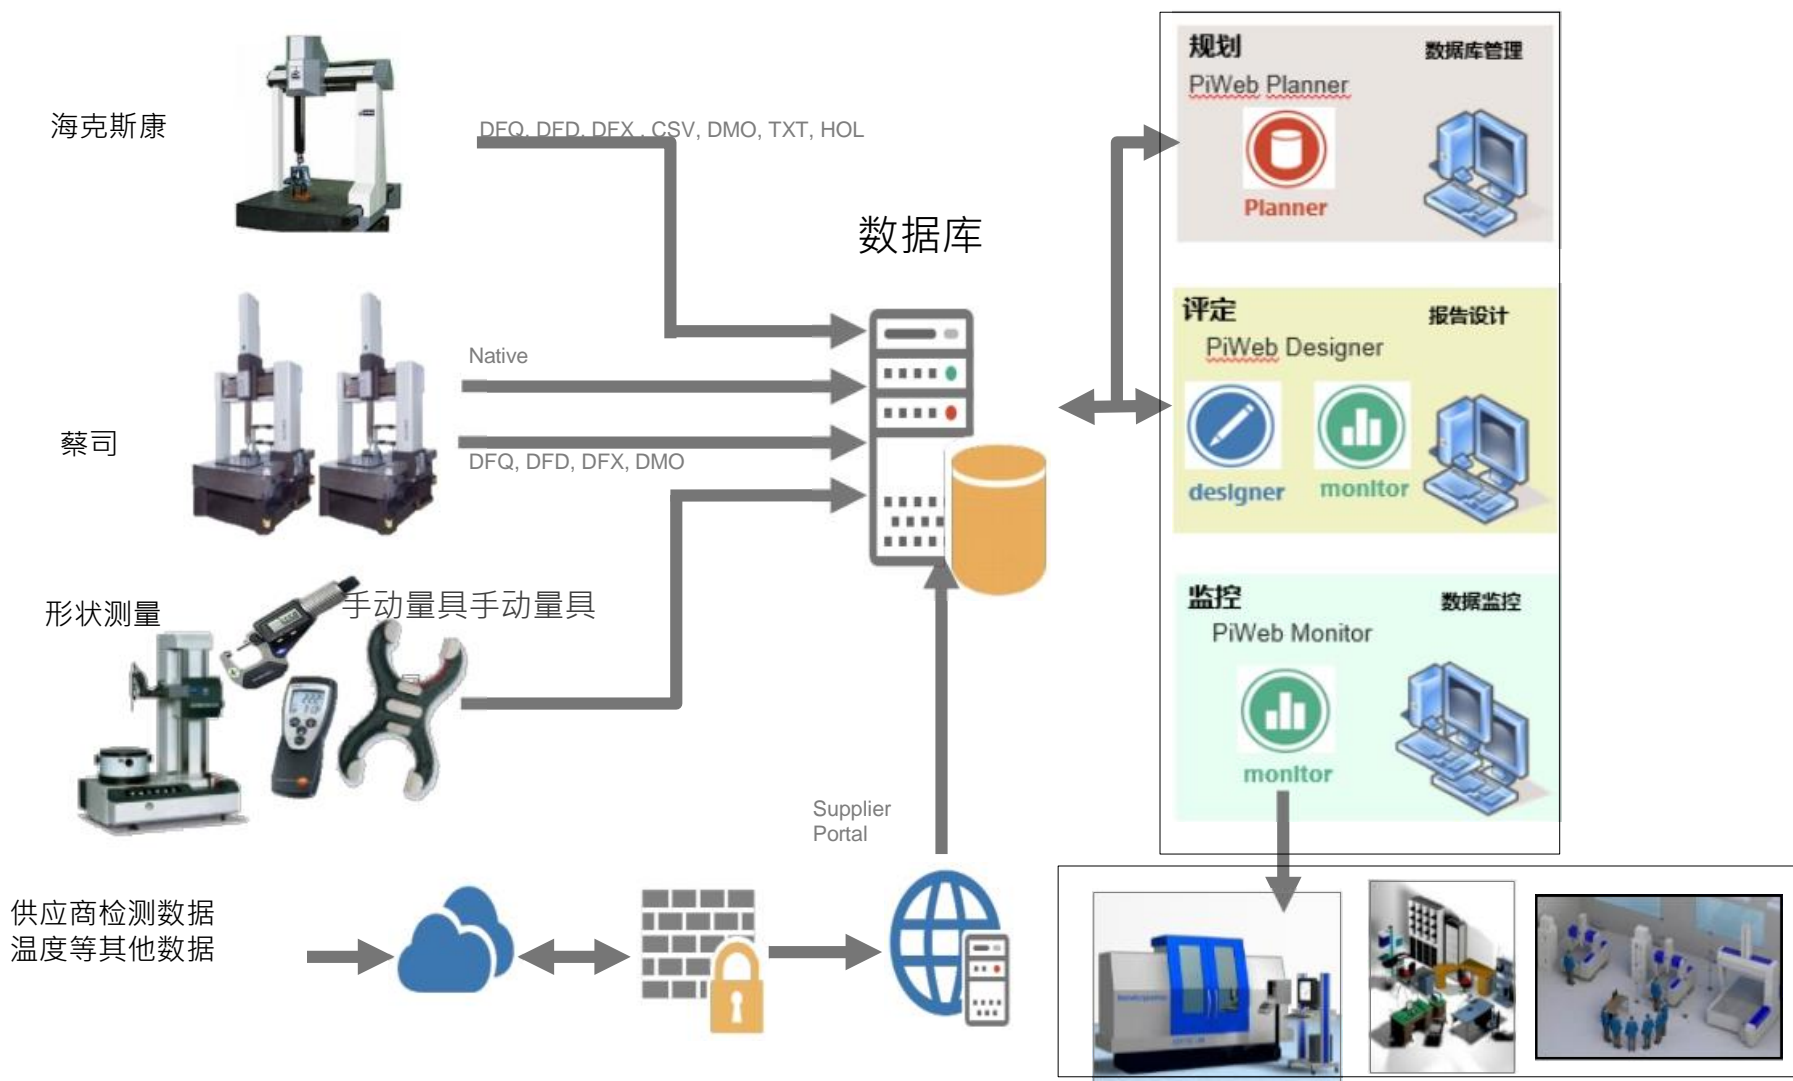 海克斯康
DFQ, DFD, DFX , CSV, DMO, TXT, HOL
数据库
蔡司
Native
DFQ, DFD, DFX, DMO
形状测量
手动量具手动量具
供应商检测数据
温度等其他数据
Supplier
Portal
规划
数据库管理
PiWeb Planner
Planner
评定
报告设计
PiWeb Designer
designer
monitor
监控
数据监控
PiWeb Monitor
monitor